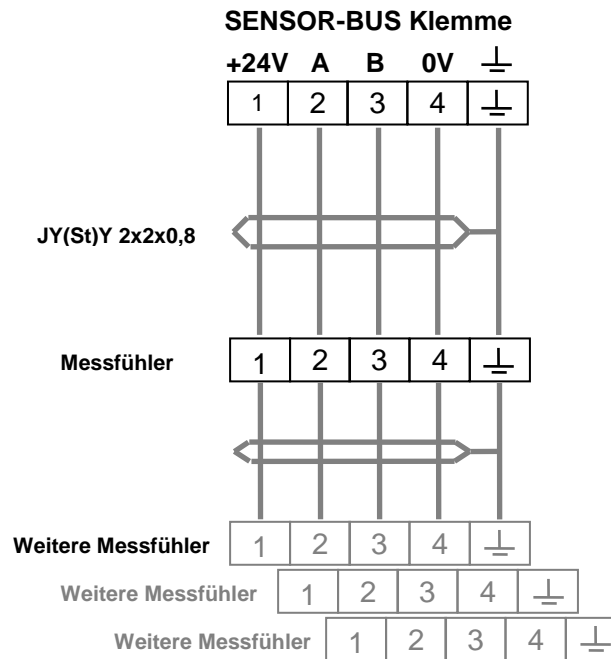 SENSOR-BUS Klemme
+24V A B 0V
1 2 3 4
JY(St)Y 2x2x0,8
Messfühler 1 2 3 4
Weitere Messfühler 1 2 3 4
Weitere Messfühler 1 2 3 4
Weitere Messfühler 1 2 3 4